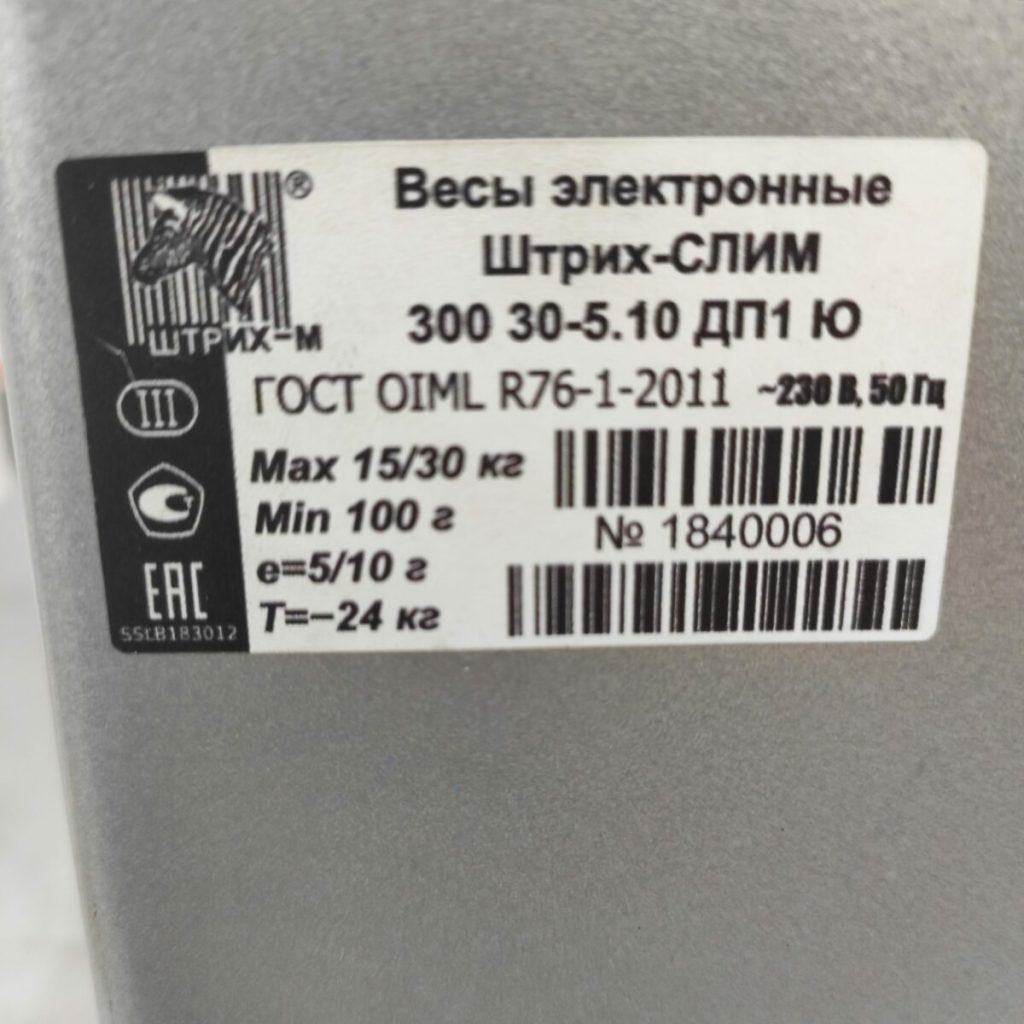 ®
ШТРИХ-М
Весы электронные
Штрих-СЛИМ
300 30-5.10 ДП1 Ю
ГОСТ OIML R76-1-2011 ~230 В, 50 Гц
III
Max 15/30 кг
Min 100 г
e=5/10 г
T=−24 кг
№ 1840006
EAC
SSLB183012